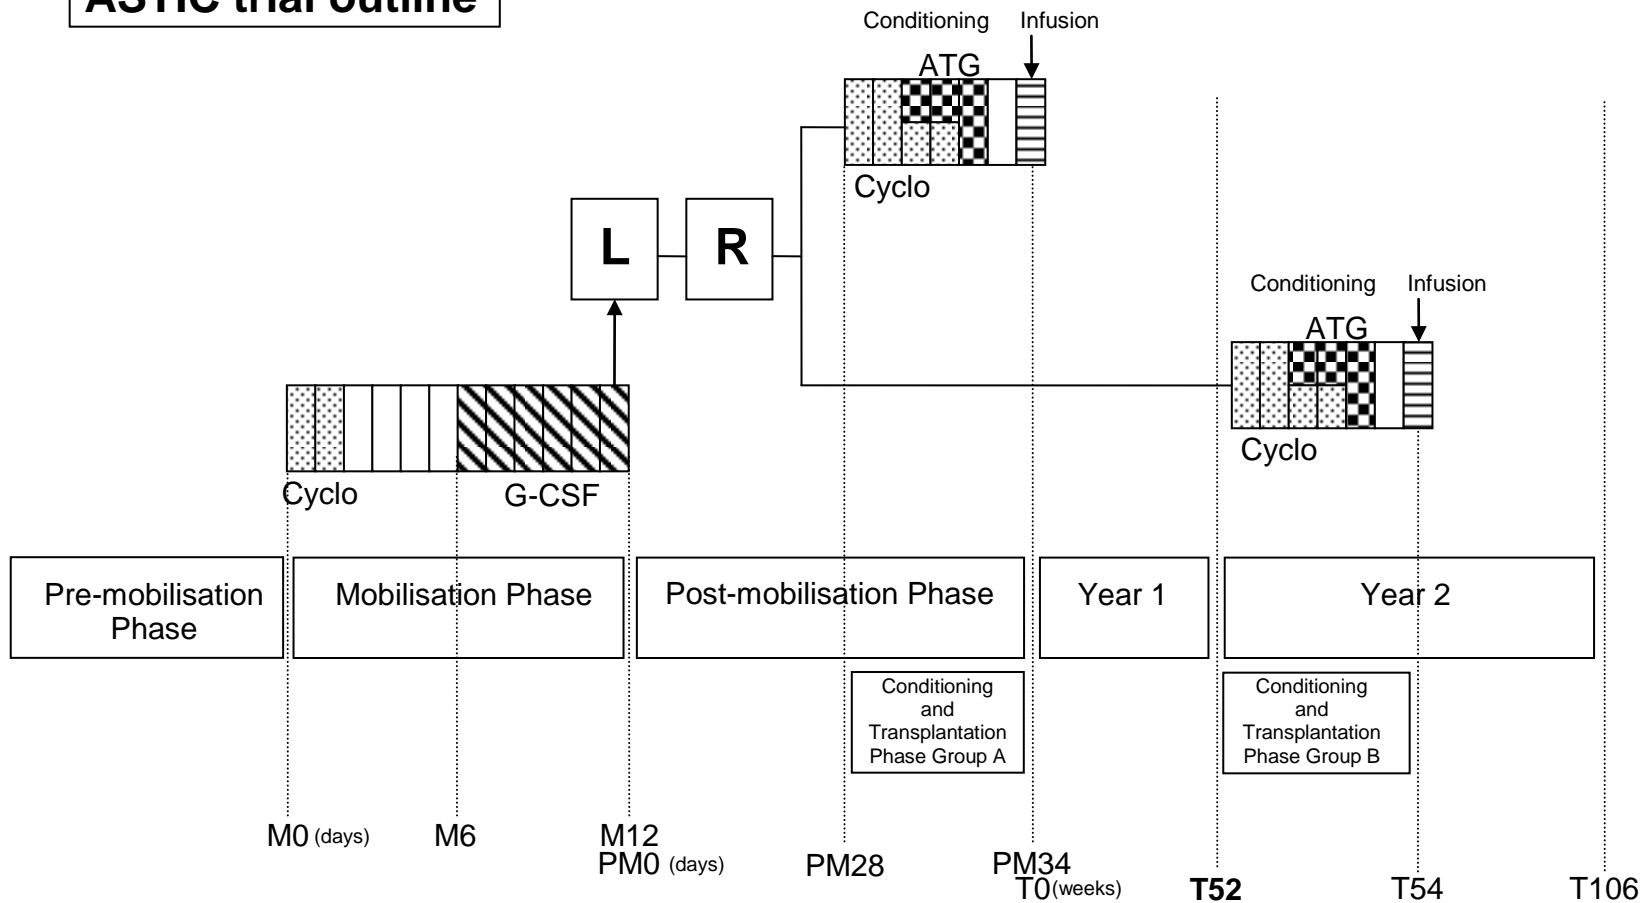 ASTIC trial outline
Conditioning Infusion
ATG
Cyclo
L R
Conditioning Infusion
ATG
Cyclo
Cyclo G-CSF
Pre-mobilisation
Phase
Mobilisation Phase
Post-mobilisation Phase
Year 1
Year 2
Conditioning
and
Transplantation
Phase Group A
Conditioning
and
Transplantation
Phase Group B
M0 (days)
M6
M12
PM0 (days)
PM28
PM34
T0(weeks)
T52
T54
T106